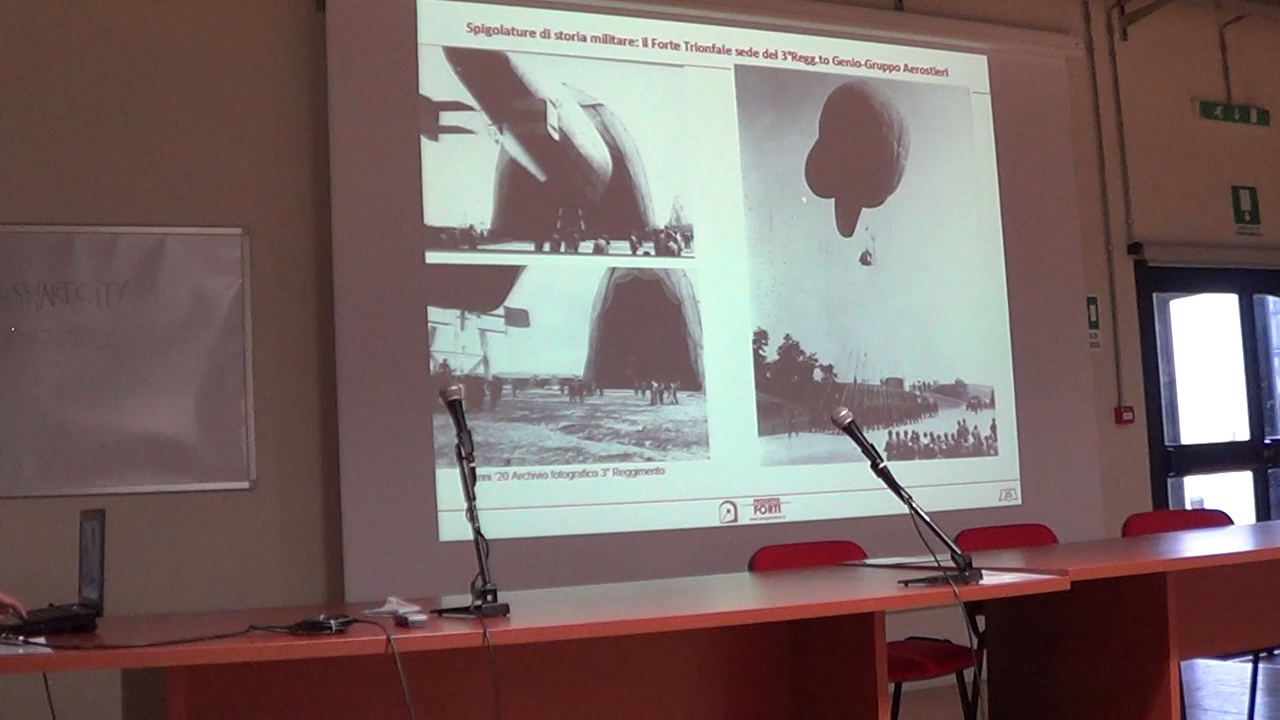 Spigolature di storia militare: il Forte Trionfale sede del 3°Regg.to Genio-Gruppo Aerostieri
nni '20 Archivio fotografico 3° Reggimento
PROGETTO
FORTI